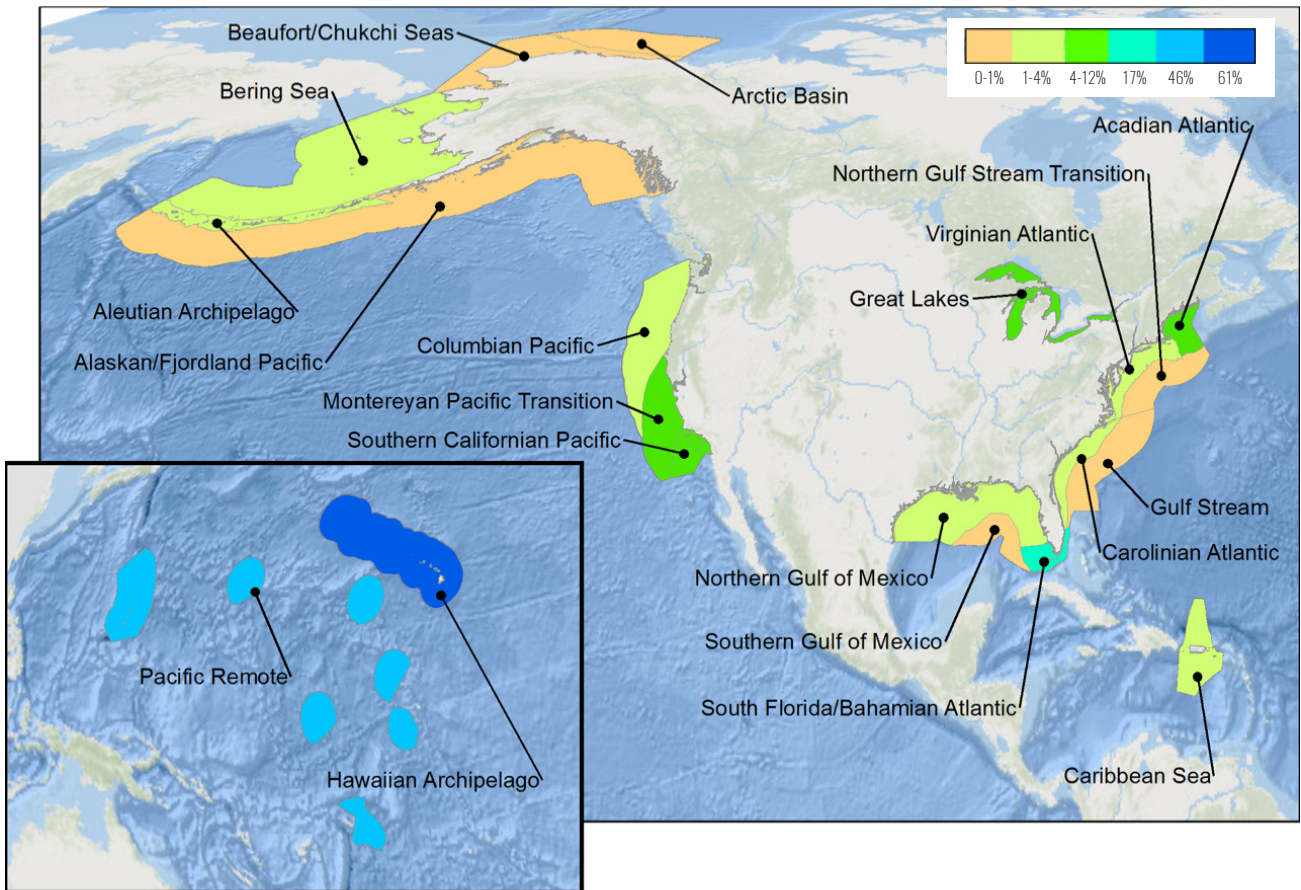 Beaufort/Chukchi Seas
Bering Sea
Arctic Basin
0-1% 1-4% 4-12% 17% 46% 61%
Acadian Atlantic
Northern Gulf Stream Transition
Virginian Atlantic
Great Lakes
Aleutian Archipelago
Alaskan/Fjordland Pacific
Columbian Pacific
Montereyan Pacific Transition
Southern Californian Pacific
Gulf Stream
Carolinian Atlantic
Northern Gulf of Mexico
Southern Gulf of Mexico
South Florida/Bahamian Atlantic
Caribbean Sea
Pacific Remote
Hawaiian Archipelago